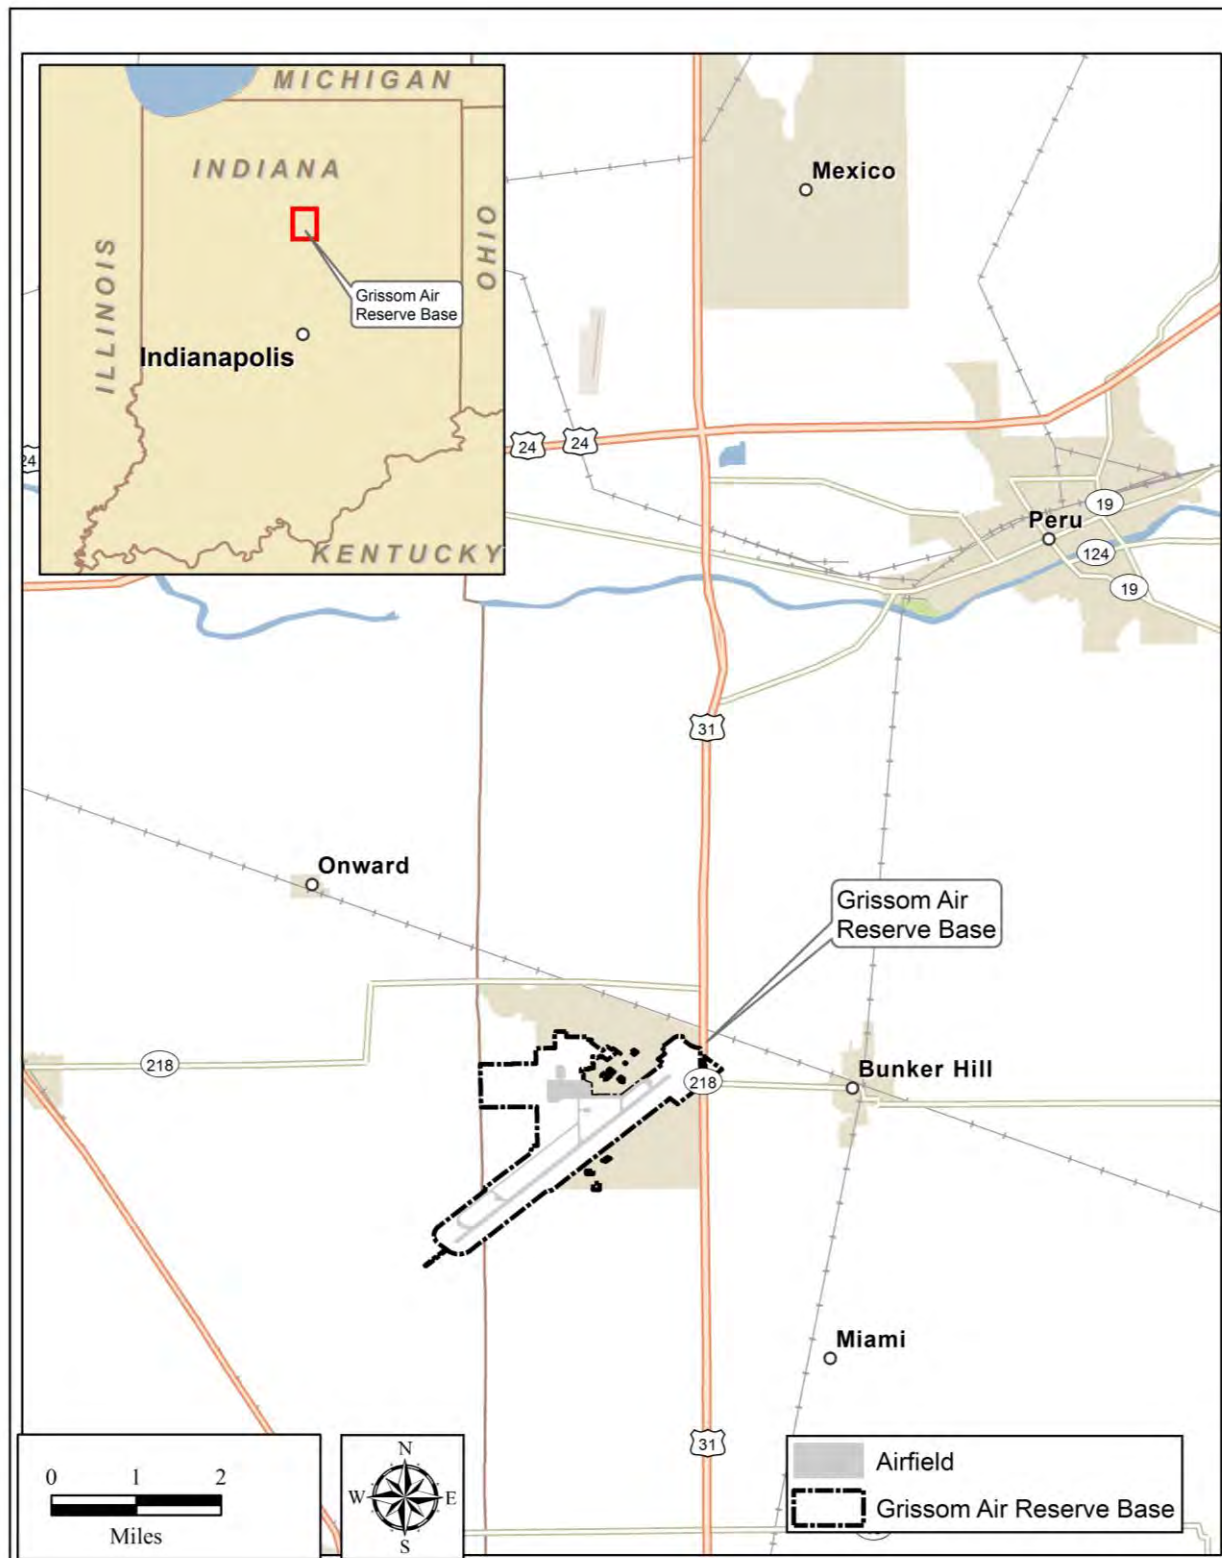 MICHIGAN
INDIANA
ILLINOIS
OHIO
Grissom Air
Reserve Base
Indianapolis
KENTUCKY
Mexico
24
24
24
19
Peru
124
19
31
Onward
Grissom Air
Reserve Base
218
218
Bunker Hill
Miami
31
0 1 2
Miles
N
W E
S
Airfield
Grissom Air Reserve Base